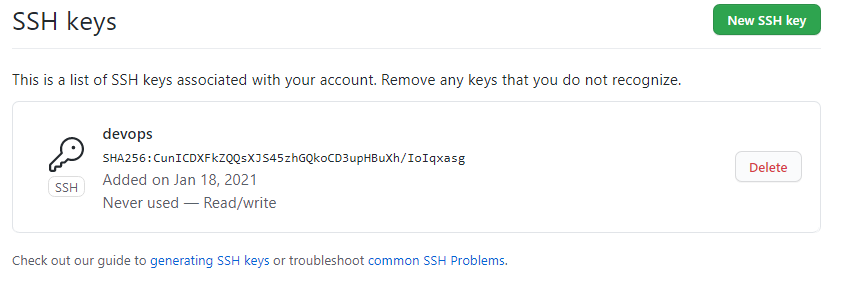 SSH keys
New SSH key
This is a list of SSH keys associated with your account. Remove any keys that you do not recognize.
devops
SHA256:CunICDXFkZQQsXJS45zhGQkoCD3upHBuXh/IoIqxasg
SSH
Added on Jan 18, 2021
Never used — Read/write
Delete
Check out our guide to generating SSH keys or troubleshoot common SSH Problems.